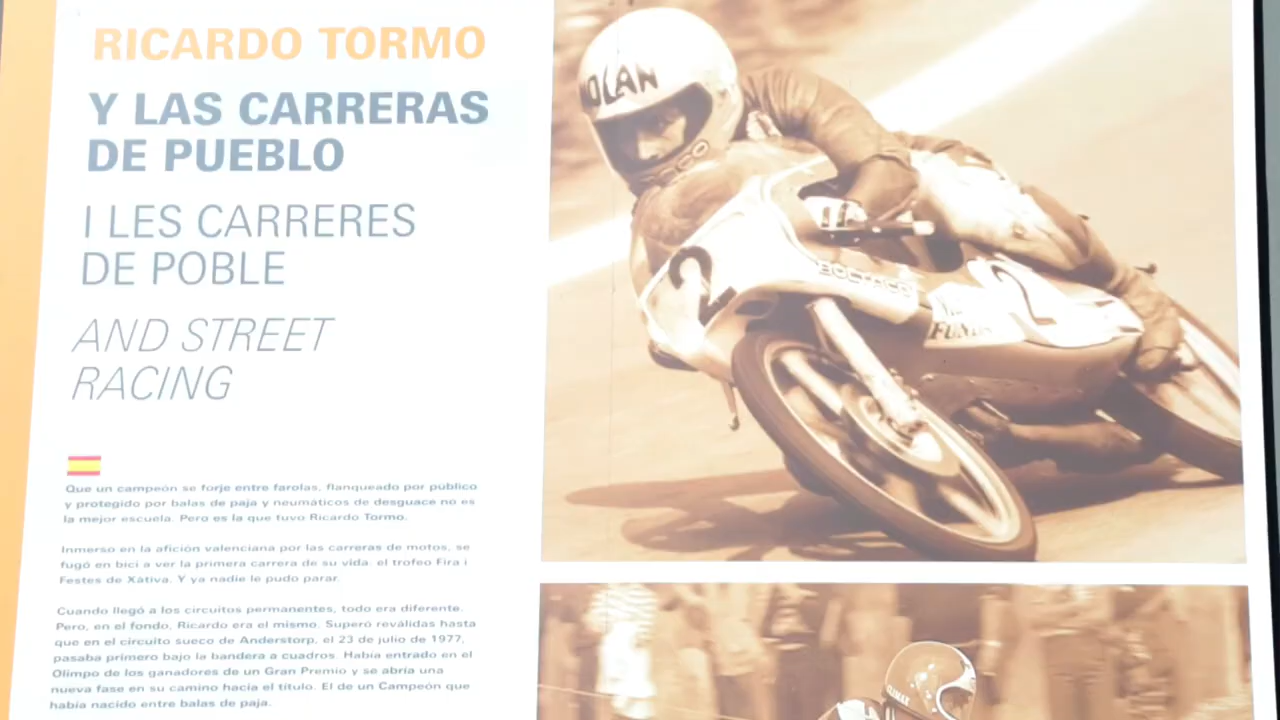 RICARDO TORMO
Y LAS CARRERAS
DE PUEBLO
I LES CARRERES
DE POBLE
AND STREET
RACING
Que un campeón se forje entre farolas, flanqueado por público
y protegido por balas de paja y neumáticos de desguace no es
la mejor escuela. Pero es la que tuvo Ricardo Tormo.
Inmerso en la afición valenciana por las carreras de motos, se
fugó en bici a ver la primera carrera de su vida: el trofeo Fira i
Festes de Xátiva. Y ya nadie le pudo parar.
Cuando llegó a los circuitos permanentes, todo era diferente.
Pero, en el fondo, Ricardo era el mismo. Superó reválidas hasta
que en el circuito sueco de Anderstorp, el 23 de julio de 1977,
pasaba primero bajo la bandera a cuadros. Había entrado en el
Olimpo de los ganadores de un Gran Premio y se abría una
nueva fase en su camino hacia el título. El de un Campeón que
había nacido entre balas de paja.
NOLAN
2
BULTACO
2